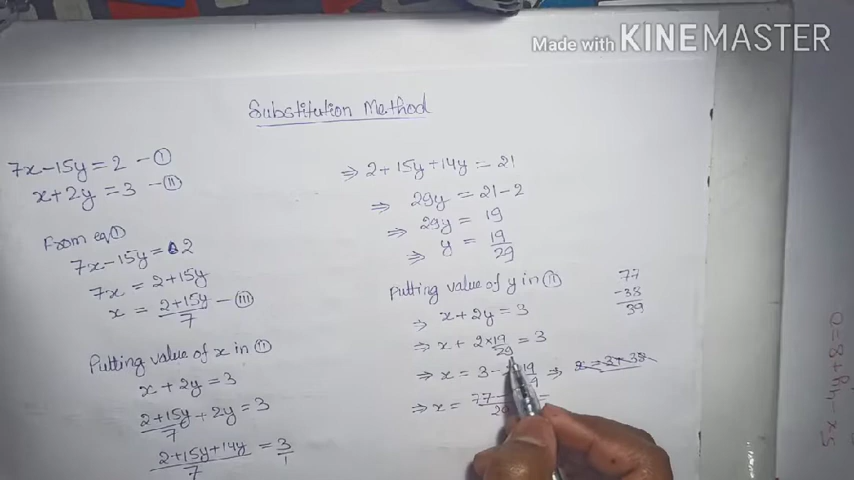 Made with KINEMASTER
Substitution Method
7x-15y=2 -(I)
x+2y=3 -(II)
From eq(I)
7x-15y=2
7x=2+15y
x=(2+15y)/7 -(III)
Putting value of x in (II)
x+2y=3
(2+15y)/7+2y=3
(2+15y+14y)/7=3/1
⇒ 2+15y+14y=21
⇒ 29y=21-2
⇒ 29y=19
⇒ y=19/29
Putting value of y in (II)
⇒ x+2y=3
⇒ x+2×19/29=3
⇒ x=3-
⇒ x=77
77
-38
39